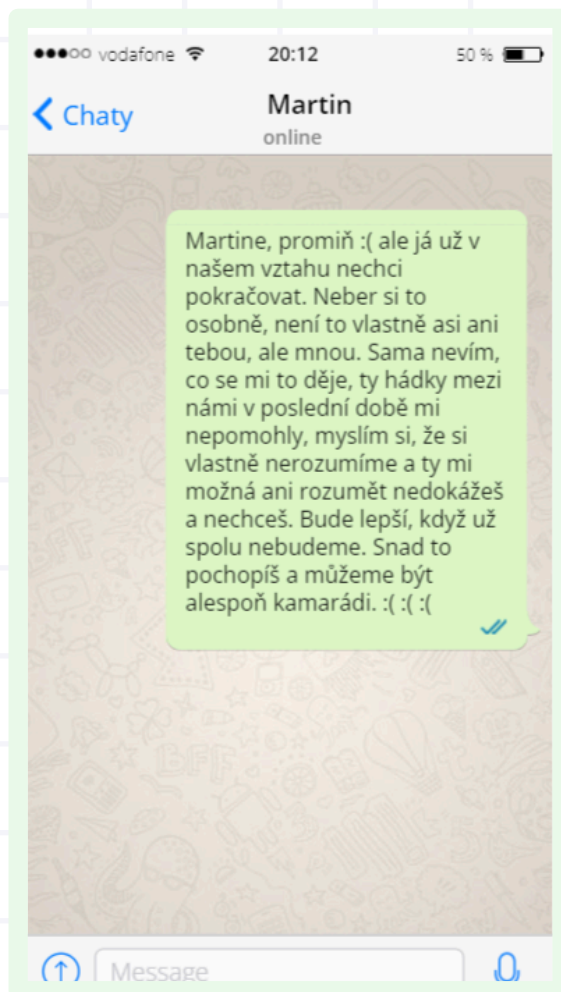 vodafone 20:12 50 %
Chaty Martin
online
Martine, promiň :( ale já už v
našem vztahu nechci
pokračovat. Neber si to
osobně, není to vlastně asi ani
tebou, ale mnou. Sama nevím,
co se mi to děje, ty hádky mezi
námi v poslední době mi
nepomohly, myslím si, že si
vlastně nerozumíme a ty mi
možná ani rozumět nedokážeš
a nechceš. Bude lepší, když už
spolu nebudeme. Snad to
pochopíš a můžeme být
alespoň kamarádi. :( :( :(
BFF
Message